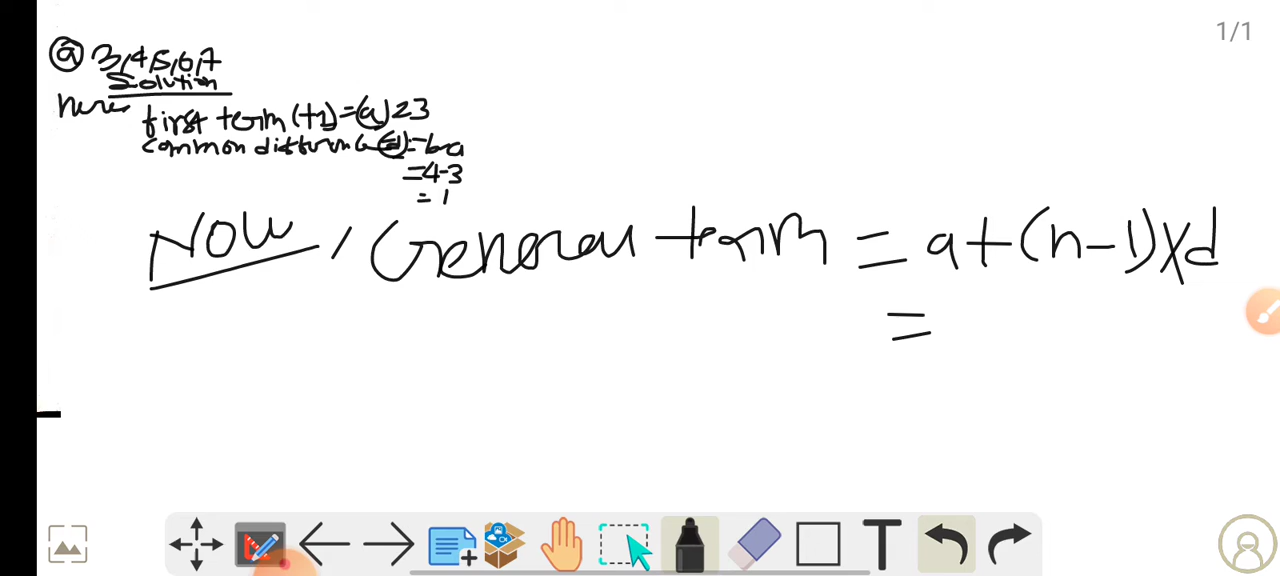 1/1
ⓐ 3,4,5,6,7
Solution
here,
first term (t1) = (a) = 3
common difference (d) = b-a
= 4-3
= 1
Now, General term = a+(n-1)×d
=
T